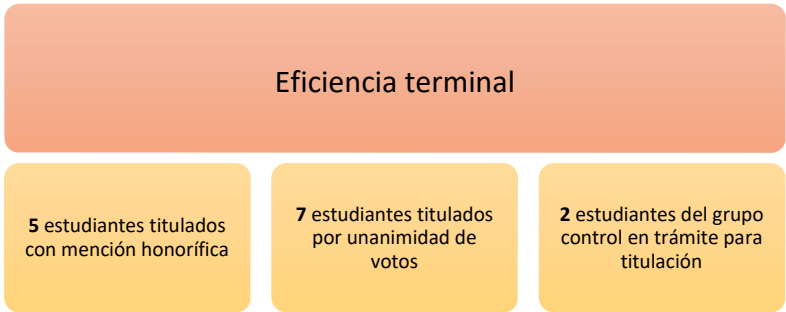 Eficiencia terminal
5 estudiantes titulados
con mención honorífica
7 estudiantes titulados
por unanimidad de
votos
2 estudiantes del grupo
control en trámite para
titulación